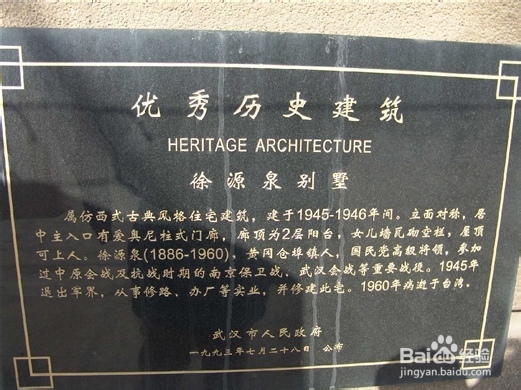 优秀历史建筑
HERITAGE ARCHITECTURE
徐源泉别墅
属仿西式古典风格住宅建筑，建于1945-1946年间。立面对称，居
中主入口有爱奥尼柱式门廊，廊顶为2层阳台，女儿墙瓦砌空栏，屋顶
可上人。徐源泉(1886-1960)，黄冈仓埠镇人，国民党高级将领，参加
过中原会战及抗战时期的南京保卫战、武汉会战等重要战役。1945年
退出军界，从事修路、办厂等实业，并修建此宅。1960年病逝于台湾。
武汉市人民政府
一九九三年七月二十八日 公布
Baidu经验
jingyan.baidu.com